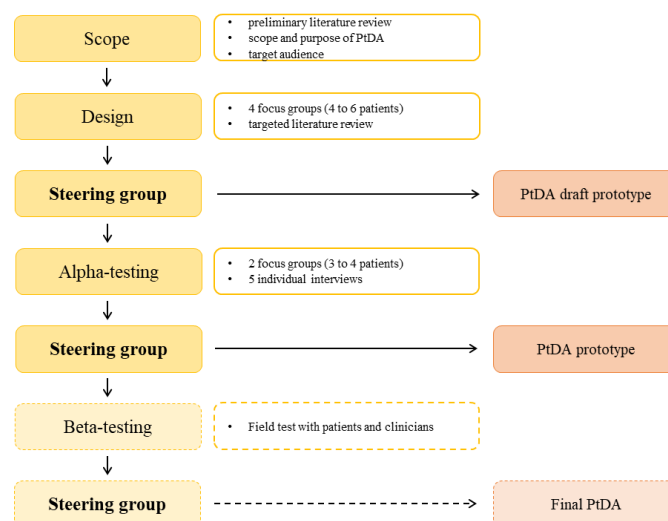 Scope
• preliminary literature review
• scope and purpose of PtDA
• target audience
Design
• 4 focus groups (4 to 6 patients)
• targeted literature review
Steering group
PtDA draft prototype
Alpha-testing
• 2 focus groups (3 to 4 patients)
• 5 individual interviews
Steering group
PtDA prototype
Beta-testing
• Field test with patients and clinicians
Steering group
Final PtDA